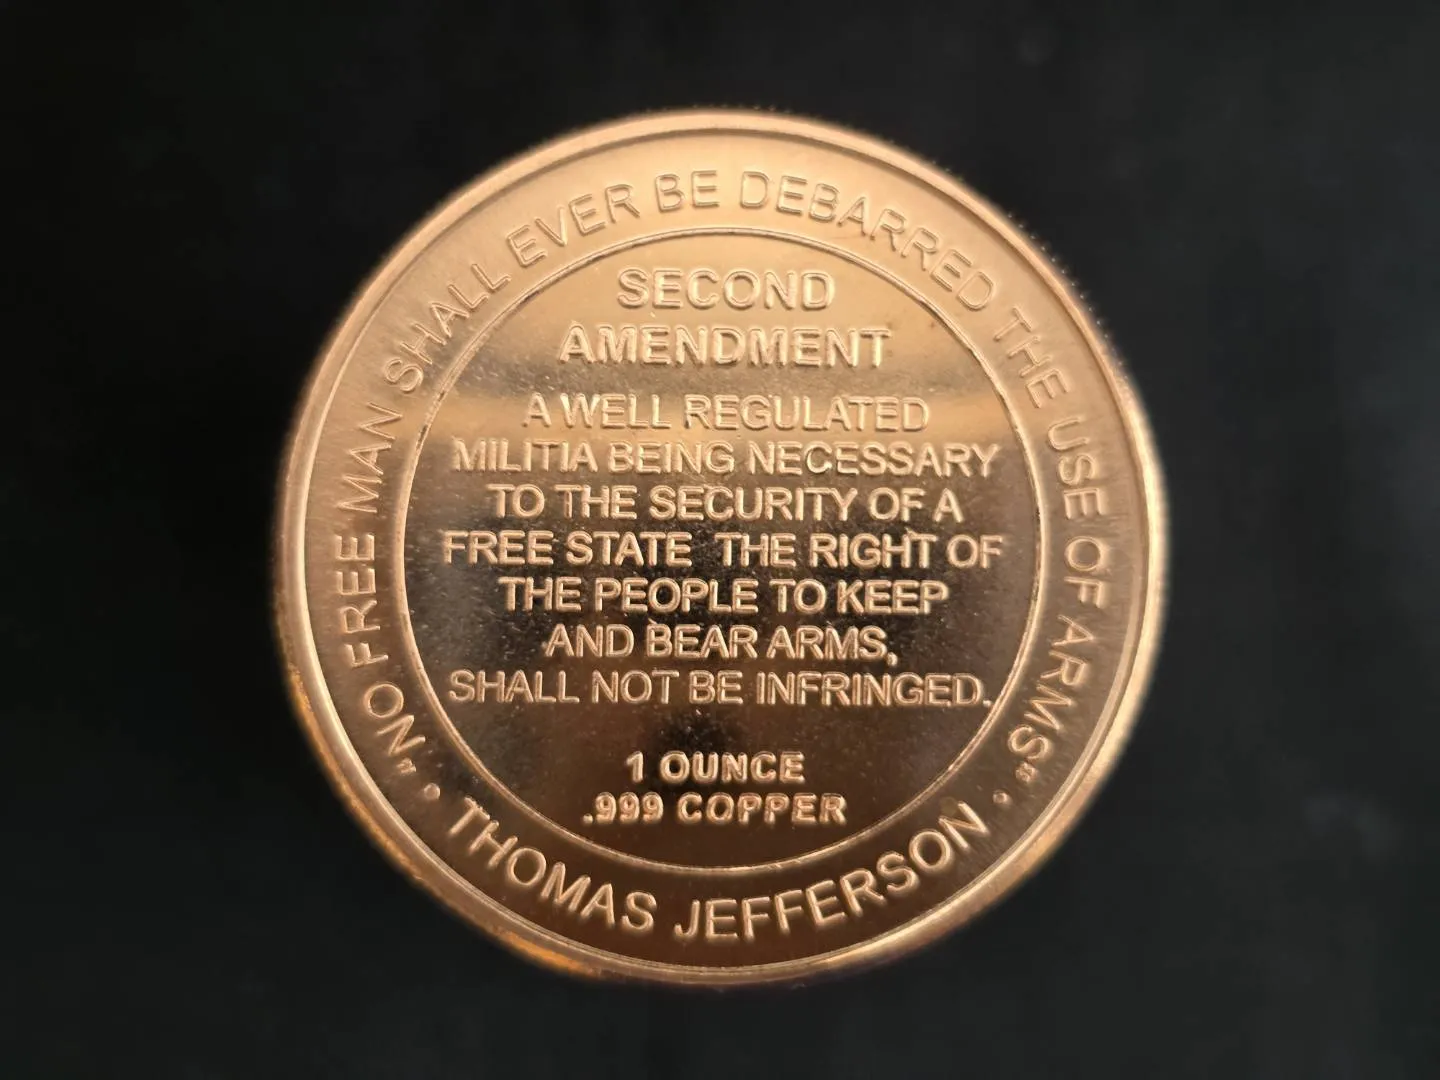 "NO FREE MAN SHALL EVER BE DEBARRED THE USE OF ARMS"
SECOND
AMENDMENT
A WELL REGULATED
MILITIA BEING NECESSARY
TO THE SECURITY OF A
FREE STATE THE RIGHT OF
THE PEOPLE TO KEEP
AND BEAR ARMS,
SHALL NOT BE INFRINGED.
1 OUNCE
.999 COPPER
• THOMAS JEFFERSON •